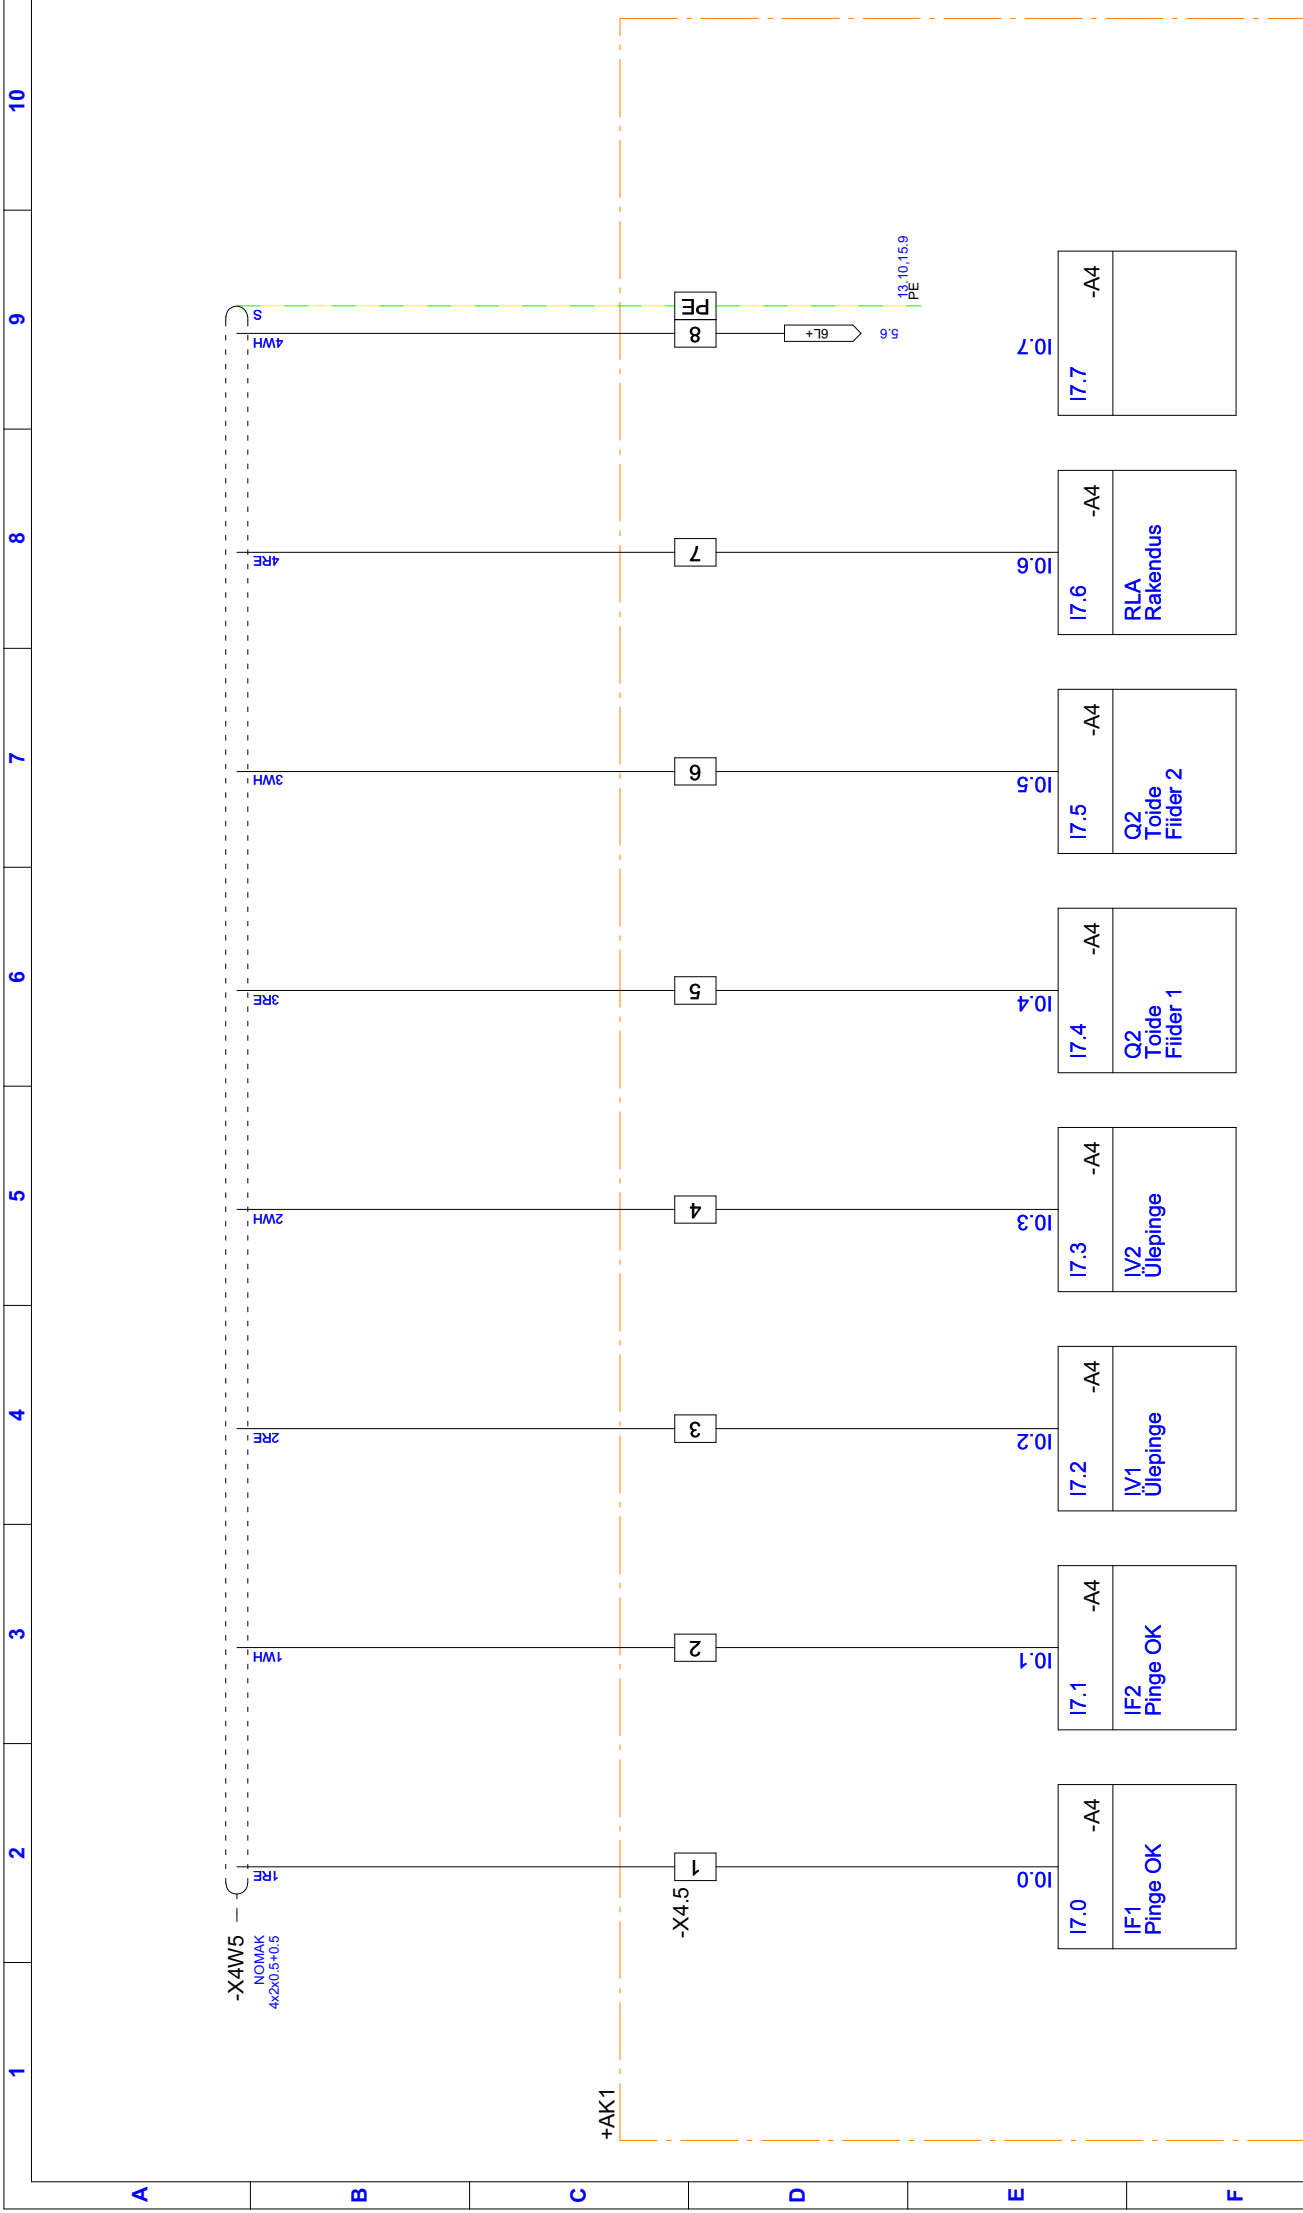 1
2
3
4
5
6
7
8
9
10
A
B
C
D
E
F
-X4W5
NOMAK
4x2x0.5+0.5
1RE
1WH
2RE
2WH
3RE
3WH
4RE
4WH
S
+AK1
-X4.5
1
2
3
4
5
6
7
8
PE
6L+
5.6
13.10,15.9
PE
I0.0
I0.1
I0.2
I0.3
I0.4
I0.5
I0.6
I0.7
I7.0 -A4
IF1
Pinge OK
I7.1 -A4
IF2
Pinge OK
I7.2 -A4
IV1
Ülepinge
I7.3 -A4
IV2
Ülepinge
I7.4 -A4
Q2
Toide
Fiider 1
I7.5 -A4
Q2
Toide
Fiider 2
I7.6 -A4
RLA
Rakendus
I7.7 -A4